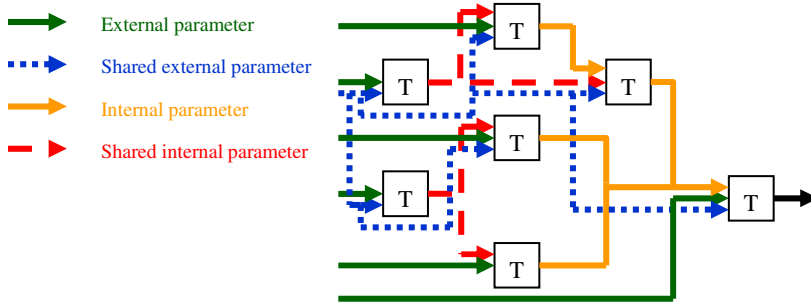 External parameter
Shared external parameter
Internal parameter
Shared internal parameter
T
T
T
T
T
T
T